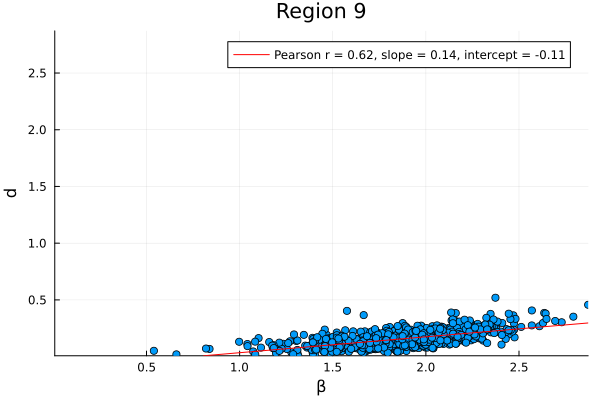 Region 9
Pearson r = 0.62, slope = 0.14, intercept = -0.11
d
2.5
2.0
1.5
1.0
0.5
0.5 1.0 1.5 2.0 2.5
β